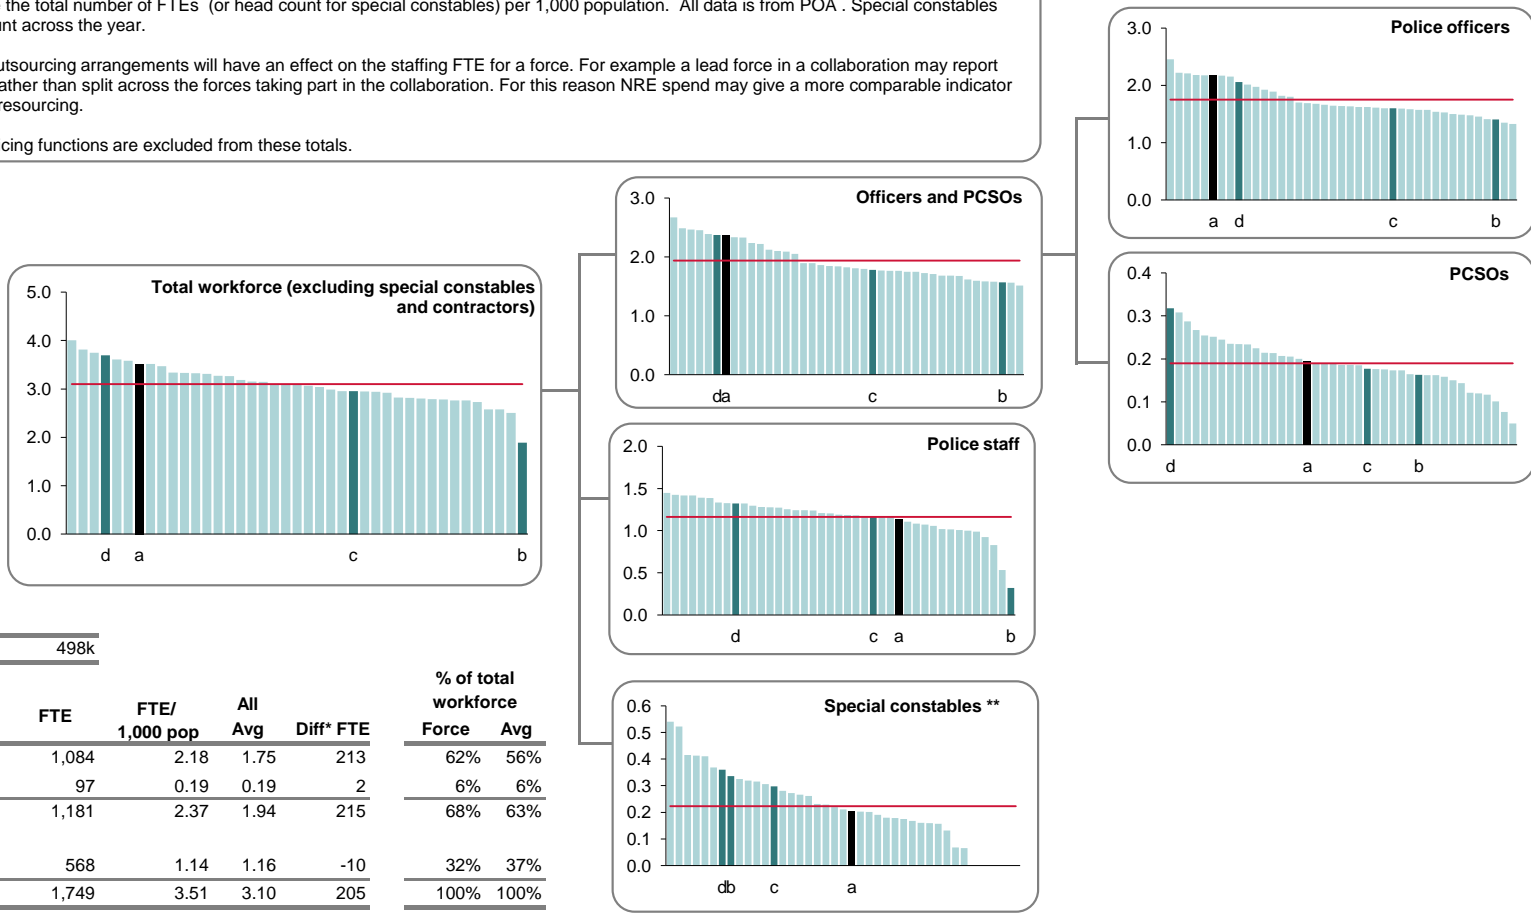 e the total number of FTEs (or head count for special constables) per 1,000 population. All data is from POA . Special constables
unt across the year.
utsourcing arrangements will have an effect on the staffing FTE for a force. For example a lead force in a collaboration may report
ather than split across the forces taking part in the collaboration. For this reason NRE spend may give a more comparable indicator
resourcing.
icing functions are excluded from these totals.
Police officers
3.0
2.0
1.0
0.0
a d c b
Officers and PCSOs
3.0
2.0
1.0
0.0
da c b
PCSOs
0.4
0.3
0.2
0.1
0.0
d a c b
Total workforce (excluding special constables
and contractors)
5.0
4.0
3.0
2.0
1.0
0.0
d a c b
Police staff
2.0
1.5
1.0
0.5
0.0
d c a b
Special constables **
0.6
0.5
0.4
0.3
0.2
0.1
0.0
db c a
498k
% of total
workforce
FTE FTE/ 1,000 pop All Avg Diff* FTE Force Avg
1,084 2.18 1.75 213 62% 56%
97 0.19 0.19 2 6% 6%
1,181 2.37 1.94 215 68% 63%
568 1.14 1.16 -10 32% 37%
1,749 3.51 3.10 205 100% 100%